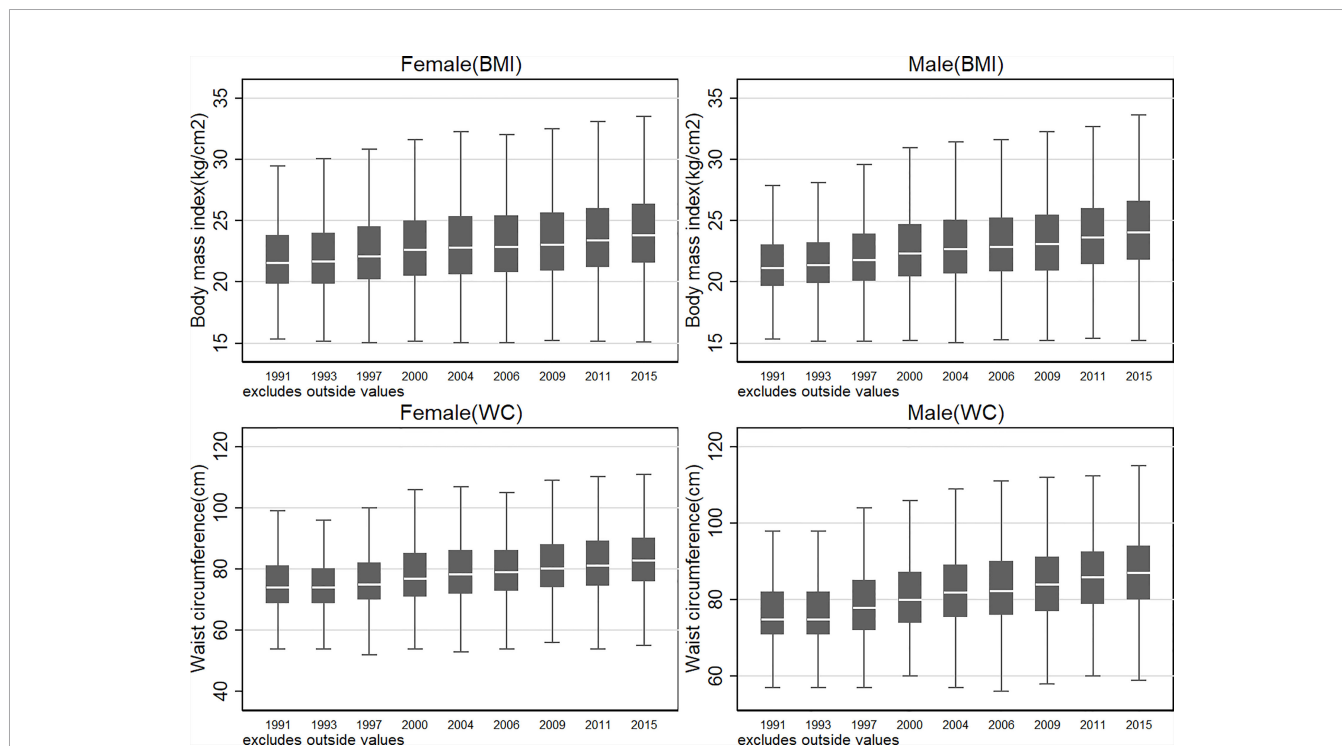 Female(BMI)
Body mass index(kg/cm2)
35
30
25
20
15
1991 1993 1997 2000 2004 2006 2009 2011 2015
excludes outside values
Male(BMI)
Body mass index(kg/cm2)
35
30
25
20
15
1991 1993 1997 2000 2004 2006 2009 2011 2015
excludes outside values
Female(WC)
Waist circumference(cm)
120
100
80
60
40
1991 1993 1997 2000 2004 2006 2009 2011 2015
excludes outside values
Male(WC)
Waist circumference(cm)
120
100
80
60
1991 1993 1997 2000 2004 2006 2009 2011 2015
excludes outside values